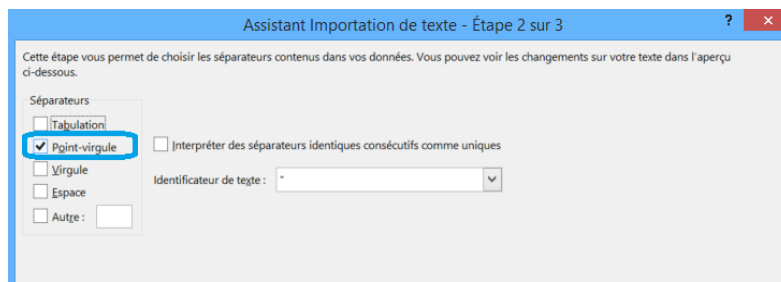 Assistant Importation de texte - Étape 2 sur 3
?
×
Cette étape vous permet de choisir les séparateurs contenus dans vos données. Vous pouvez voir les changements sur votre texte dans l'aperçu
ci-dessous.
Séparateurs
Tabulation
Point-virgule
Interpréter des séparateurs identiques consécutifs comme uniques
Virgule
Identificateur de texte : "
Espace
Autre :